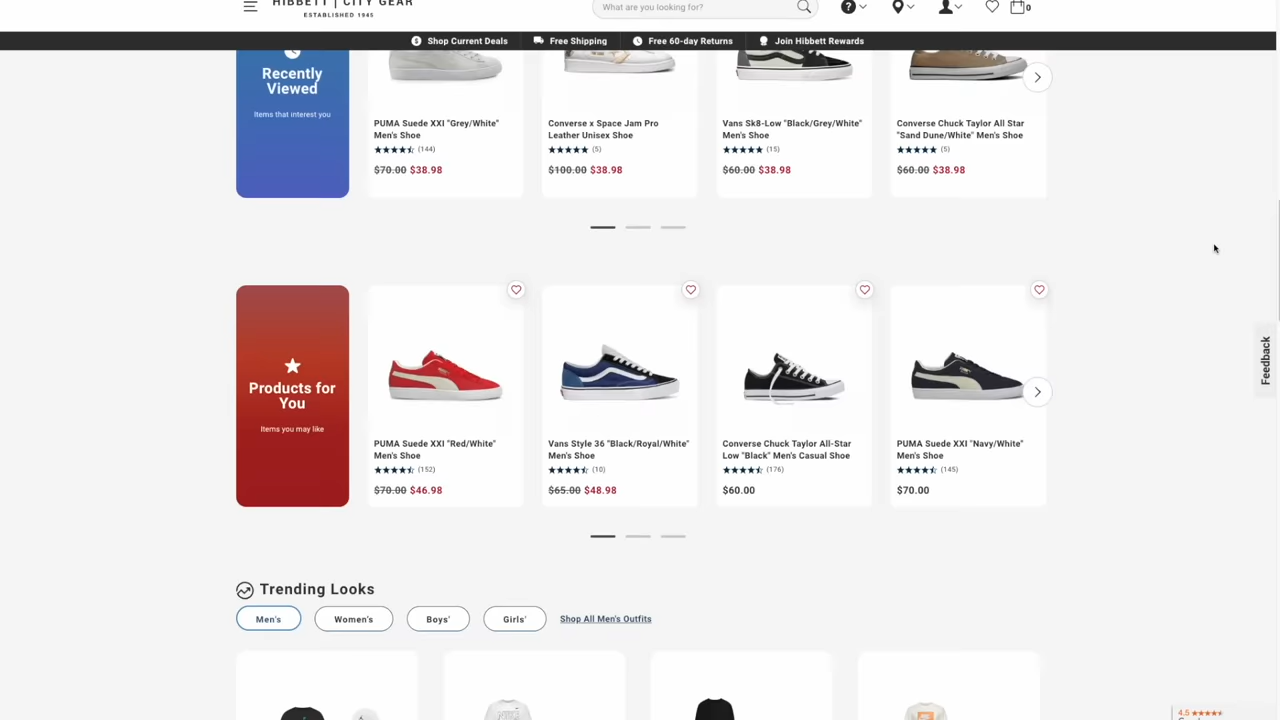 HIBBETT | CITY GEAR
ESTABLISHED 1945
What are you looking for?
0
Shop Current Deals
Free Shipping
Free 60-day Returns
Join Hibbett Rewards
Recently
Viewed
Items that interest you
PUMA Suede XXI "Grey/White"
Men's Shoe
(144)
$70.00 $38.98
Converse x Space Jam Pro
Leather Unisex Shoe
(5)
$100.00 $38.98
Vans Sk8-Low "Black/Grey/White"
Men's Shoe
(15)
$60.00 $38.98
Converse Chuck Taylor All Star
"Sand Dune/White" Men's Shoe
(5)
$60.00 $38.98
Feedback
Products for
You
Items you may like
PUMA Suede XXI "Red/White"
Men's Shoe
(152)
$70.00 $46.98
Vans Style 36 "Black/Royal/White"
Men's Shoe
(10)
$65.00 $48.98
Converse Chuck Taylor All-Star
Low "Black" Men's Casual Shoe
(176)
$60.00
PUMA Suede XXI "Navy/White"
Men's Shoe
(145)
$70.00
Trending Looks
Men's
Women's
Boys'
Girls'
Shop All Men's Outfits
4.5